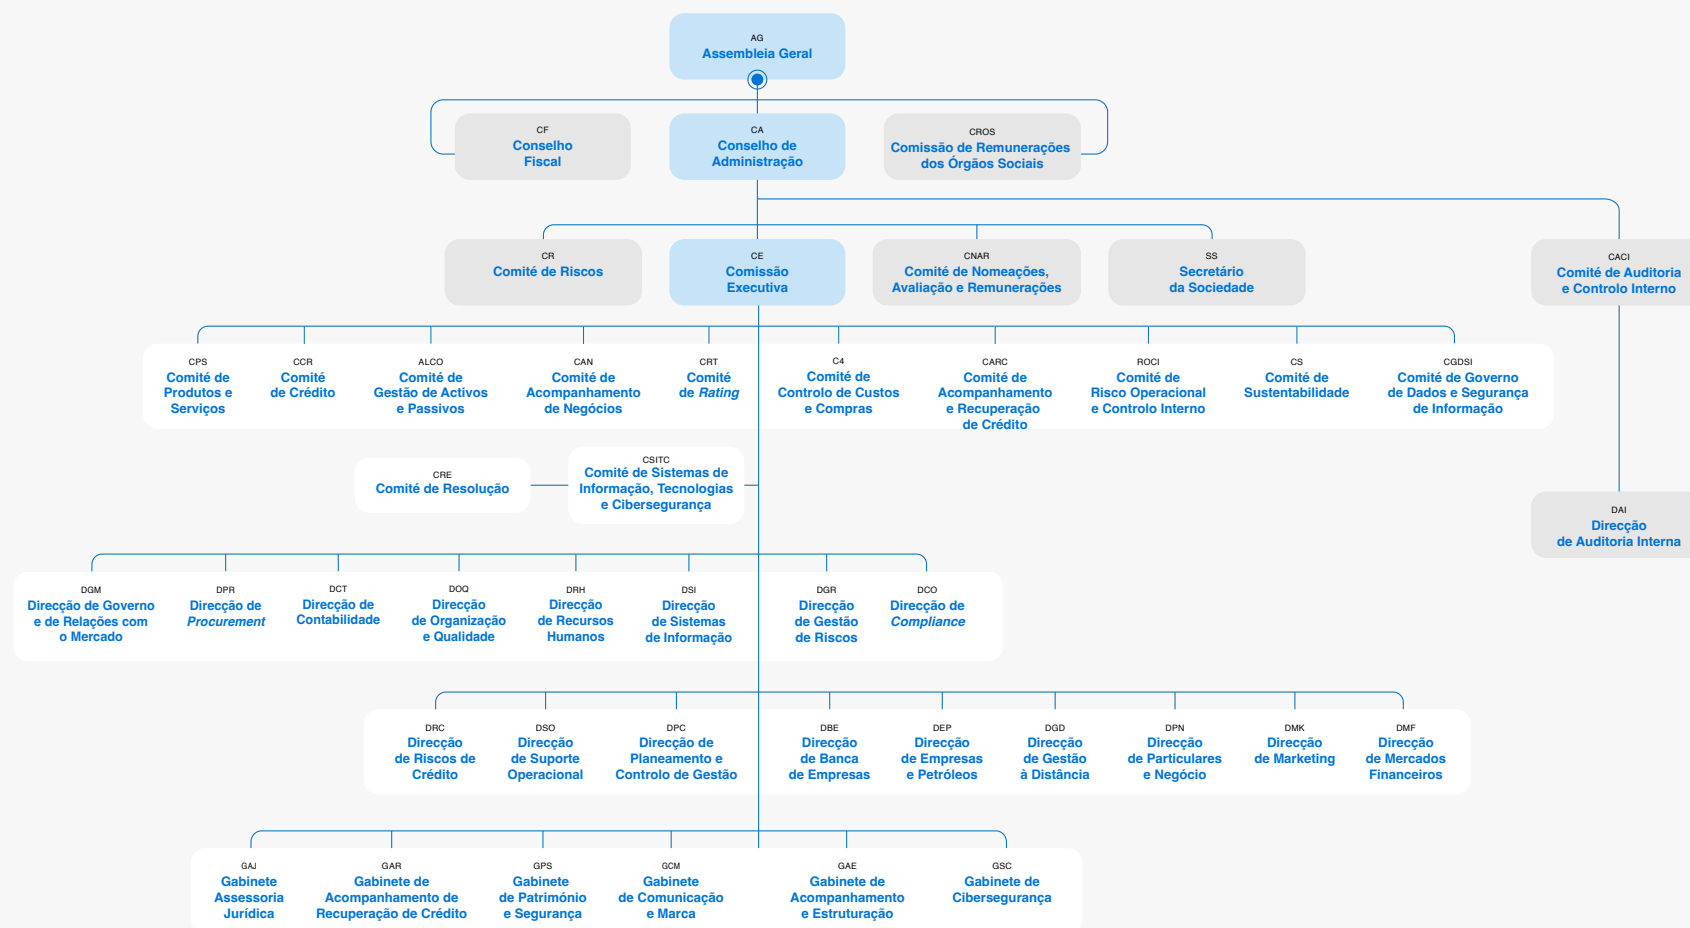 AG
Assembleia Geral
CF
Conselho
Fiscal
CA
Conselho de
Administração
CROS
Comissão de Remunerações
dos Órgãos Sociais
CR
Comité de Riscos
CE
Comissão
Executiva
CNAR
Comité de Nomeações,
Avaliação e Remunerações
SS
Secretário
da Sociedade
CACI
Comité de Auditoria
e Controlo Interno
CPS
Comité de
Produtos e
Serviços
CCR
Comité
de Crédito
ALCO
Comité de
Gestão de Activos
e Passivos
CAN
Comité de
Acompanhamento
de Negócios
CRT
Comité
de Rating
C4
Comité de
Controlo de Custos
e Compras
CARC
Comité de
Acompanhamento
e Recuperação
de Crédito
ROCI
Comité de
Risco Operacional
e Controlo Interno
CS
Comité de
Sustentabilidade
CGDSI
Comité de Governo
de Dados e Segurança
de Informação
CRE
Comité de Resolução
CSITC
Comité de Sistemas de
Informação, Tecnologias
e Cibersegurança
DAI
Direcção
de Auditoria Interna
DGM
Direcção de Governo
e de Relações com
o Mercado
DPR
Direcção de
Procurement
DCT
Direcção de
Contabilidade
DOQ
Direcção
de Organização
e Qualidade
DRH
Direcção
de Recursos
Humanos
DSI
Direcção
de Sistemas
de Informação
DGR
Direcção
de Gestão
de Riscos
DCO
Direcção de
Compliance
DRC
Direcção
de Riscos de
Crédito
DSO
Direcção
de Suporte
Operacional
DPC
Direcção de
Planeamento e
Controlo de Gestão
DBE
Direcção
de Banca
de Empresas
DEP
Direcção
de Empresas
e Petróleos
DGD
Direcção
de Gestão
à Distância
DPN
Direcção
de Particulares
e Negócio
DMK
Direcção
de Marketing
DMF
Direcção
de Mercados
Financeiros
GAJ
Gabinete
Assessoria
Jurídica
GAR
Gabinete de
Acompanhamento de
Recuperação de Crédito
GPS
Gabinete
de Património
e Segurança
GCM
Gabinete
de Comunicação
e Marca
GAE
Gabinete de
Acompanhamento
e Estruturação
GSC
Gabinete de
Cibersegurança